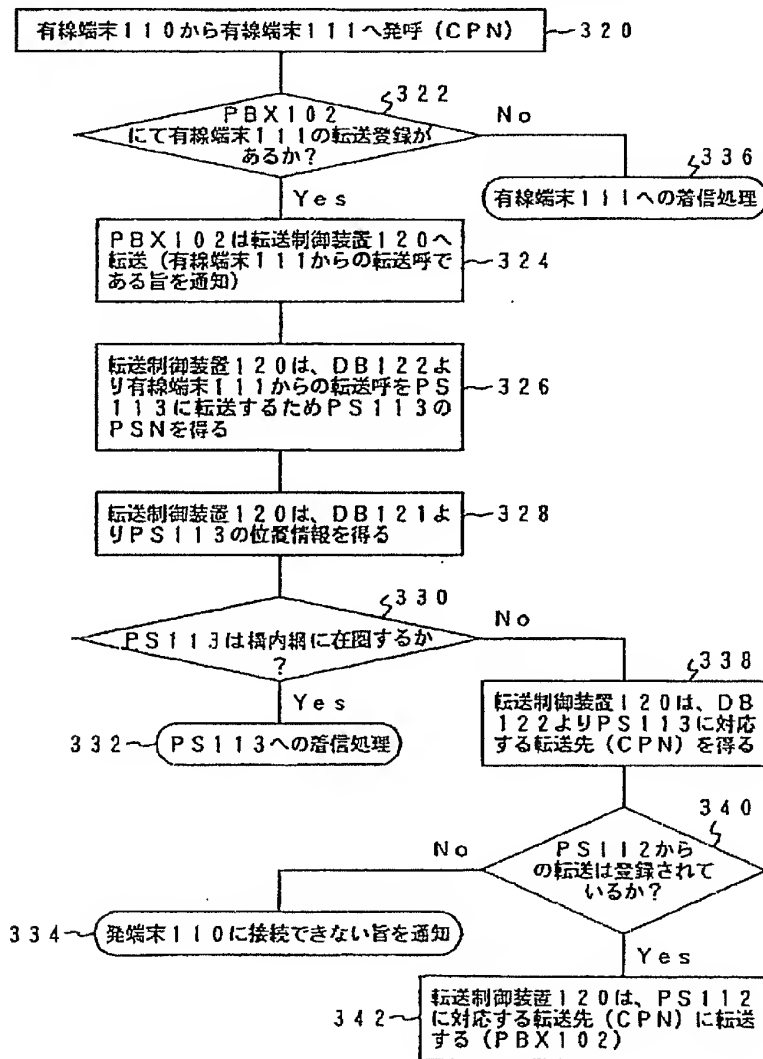 有線端末110から有線端末111へ発呼(CPN)
320
322
PBX102
にて有線端末111の転送登録が
あるか?
No
336
有線端末111への着信処理
Yes
PBX102は転送制御装置120へ
転送(有線端末111からの転送呼で
ある旨を通知)
324
転送制御装置120は、DB122よ
り有線端末111からの転送呼をPS
113に転送するためPS113の
PSNを得る
326
転送制御装置120は、DB121よ
りPS113の位置情報を得る
328
330
PS113は構内網に在圏するか
?
No
338
Yes
転送制御装置120は、DB
122よりPS113に対応
する転送先(CPN)を得る
332
PS113への着信処理
340
No
PS112から
の転送は登録されて
いるか?
334
発端末110に接続できない旨を通知
Yes
342
転送制御装置120は、PS112
に対応する転送先(CPN)に転送
する(PBX102)